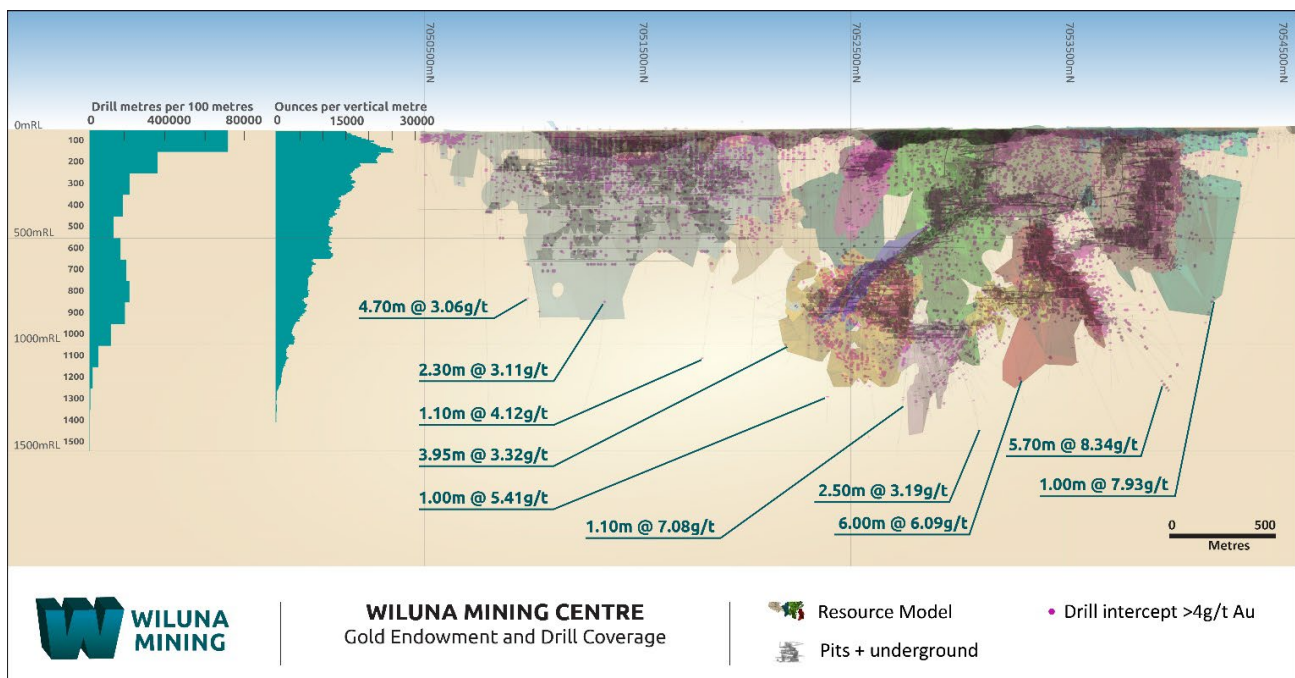 7050500mN
7051500mN
7052500mN
7053500mN
7054500mN
Drill metres per 100 metres
0 400000 80000
Ounces per vertical metre
0 15000 30000
0mRL
100
200
300
400
500mRL
500
600
700
800
900
1000mRL
1000
1100
1200
1300
1400
1500mRL
1500
4.70m @ 3.06g/t
2.30m @ 3.11g/t
1.10m @ 4.12g/t
3.95m @ 3.32g/t
1.00m @ 5.41g/t
1.10m @ 7.08g/t
2.50m @ 3.19g/t
6.00m @ 6.09g/t
5.70m @ 8.34g/t
1.00m @ 7.93g/t
0 500
Metres
WILUNA
MINING
WILUNA MINING CENTRE
Gold Endowment and Drill Coverage
Resource Model
Pits + underground
Drill intercept >4g/t Au